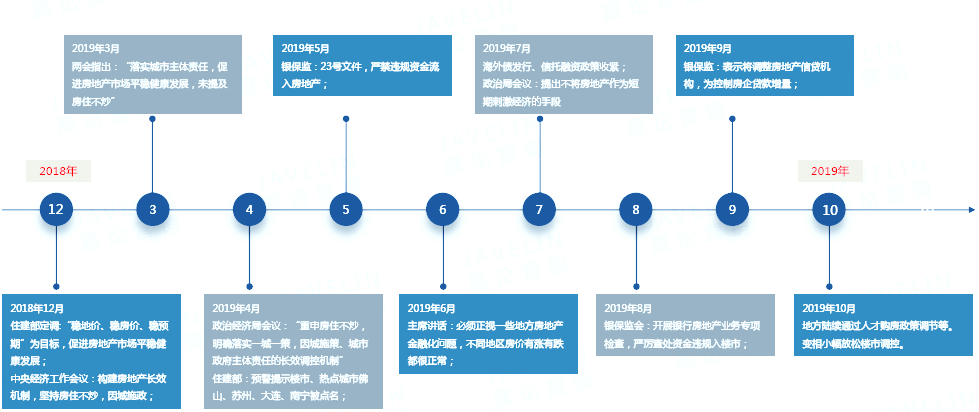 2019年3月
两会指出：“落实城市主体责任，促
进房地产市场平稳健康发展，未提及
房住不炒”
2019年5月
银保监：23号文件，严禁违规资金流
入房地产；
2019年7月
海外债发行、信托融资政策收紧；
政治局会议：提出不将房地产作为短
期刺激经济的手段
2019年9月
银保监：表示将调整房地产信贷机
构，为控制房企贷款增量；
2018年
2019年
12
3
4
5
6
7
8
9
10
2018年12月
住建部定调:“稳地价、稳房价、稳预
期”为目标，促进房地产市场平稳健
康发展；
中央经济工作会议：构建房地产长效
机制，坚持房住不炒，因城施政；
2019年4月
政治经济局会议：“重申房住不炒，
明确落实一城一策，因城施策、城市
政府主体责任的长效调控机制”
住建部：预警提示楼市、热点城市佛
山、苏州、大连、南宁被点名；
2019年6月
主席讲话：必须正视一些地方房地产
金融化问题，不同地区房价有涨有跌
都很正常；
2019年8月
银保监会：开展银行房地产业务专项
检查，严厉查处资金违规入楼市；
2019年10月
地方陆续通过人才购房政策调节等。
变相小幅放松楼市调控。